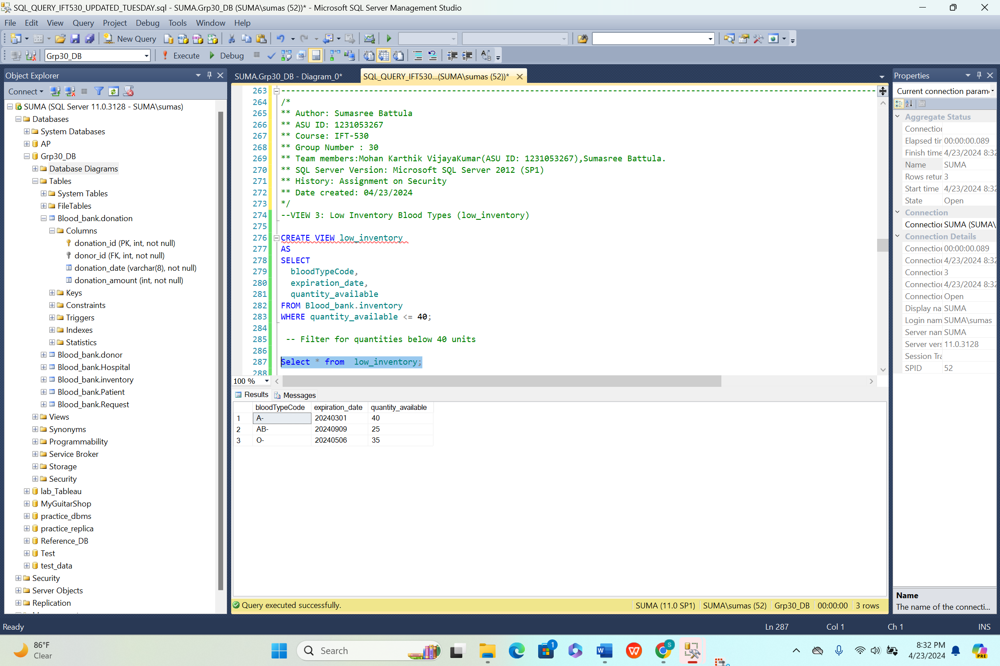 SQL_QUERY_IFT530_UPDATED_TUESDAY.sql - SUMA.Grp30_DB (SUMA\sumas (52))* - Microsoft SQL Server Management Studio
File Edit View Query Project Debug Tools Window Help
New Query
Grp30_DB Execute Debug
Object Explorer
Connect
SUMA (SQL Server 11.0.3128 - SUMA\sumas)
Databases
System Databases
AP
Grp30_DB
Database Diagrams
Tables
System Tables
FileTables
Blood_bank.donation
Columns
donation_id (PK, int, not null)
donor_id (FK, int, not null)
donation_date (varchar(8), not null)
donation_amount (int, not null)
Keys
Constraints
Triggers
Indexes
Statistics
Blood_bank.donor
Blood_bank.Hospital
Blood_bank.inventory
Blood_bank.Patient
Blood_bank.Request
Views
Synonyms
Programmability
Service Broker
Storage
Security
lab_Tableau
MyGuitarShop
practice_dbms
practice_replica
Reference_DB
Test
test_data
Security
Server Objects
Replication
SUMA.Grp30_DB - Diagram_0* SQL_QUERY_IFT530...(SUMA\sumas (52))*
263 ----------------------------------------------------------------
264 /*
265 ** Author: Sumasree Battula
266 ** ASU ID: 1231053267
267 ** Course: IFT-530
268 ** Group Number : 30
269 ** Team members:Mohan Karthik VijayaKumar(ASU ID: 1231053267),Sumasree Battula.
270 ** SQL Server Version: Microsoft SQL Server 2012 (SP1)
271 ** History: Assignment on Security
272 ** Date created: 04/23/2024
273 */
274 --VIEW 3: Low Inventory Blood Types (low_inventory)
275
276 CREATE VIEW low_inventory
277 AS
278 SELECT
279 bloodTypeCode,
280 expiration_date,
281 quantity_available
282 FROM Blood_bank.inventory
283 WHERE quantity_available <= 40;
284
285 -- Filter for quantities below 40 units
286
287 Select * from low_inventory;
288
100 %
Results Messages
bloodTypeCode expiration_date quantity_available
1 A- 20240301 40
2 AB- 20240909 25
3 O- 20240506 35
Query executed successfully. SUMA (11.0 SP1) SUMA\sumas (52) Grp30_DB 00:00:00 3 rows
Properties
Current connection param
Aggregate Status
Connection
Elapsed tir 00:00:00.089
Finish time 4/23/2024 8:32
Name SUMA
Rows retur 3
Start time 4/23/2024 8:32
State Open
Connection
Connection SUMA (SUMA\
Connection Details
Connection 00:00:00.089
Connection 4/23/2024 8:32
Connection 3
Connection 4/23/2024 8:32
Connection Open
Display na SUMA
Login nam SUMA\sumas
Server nam SUMA
Server vers 11.0.3128
Session Tra
SPID 52
Name
The name of the connecti...
Ready Ln 287 Col 1 Ch 1 INS
86°F
Clear
Search
1
S
8:32 PM
4/23/2024
PRE